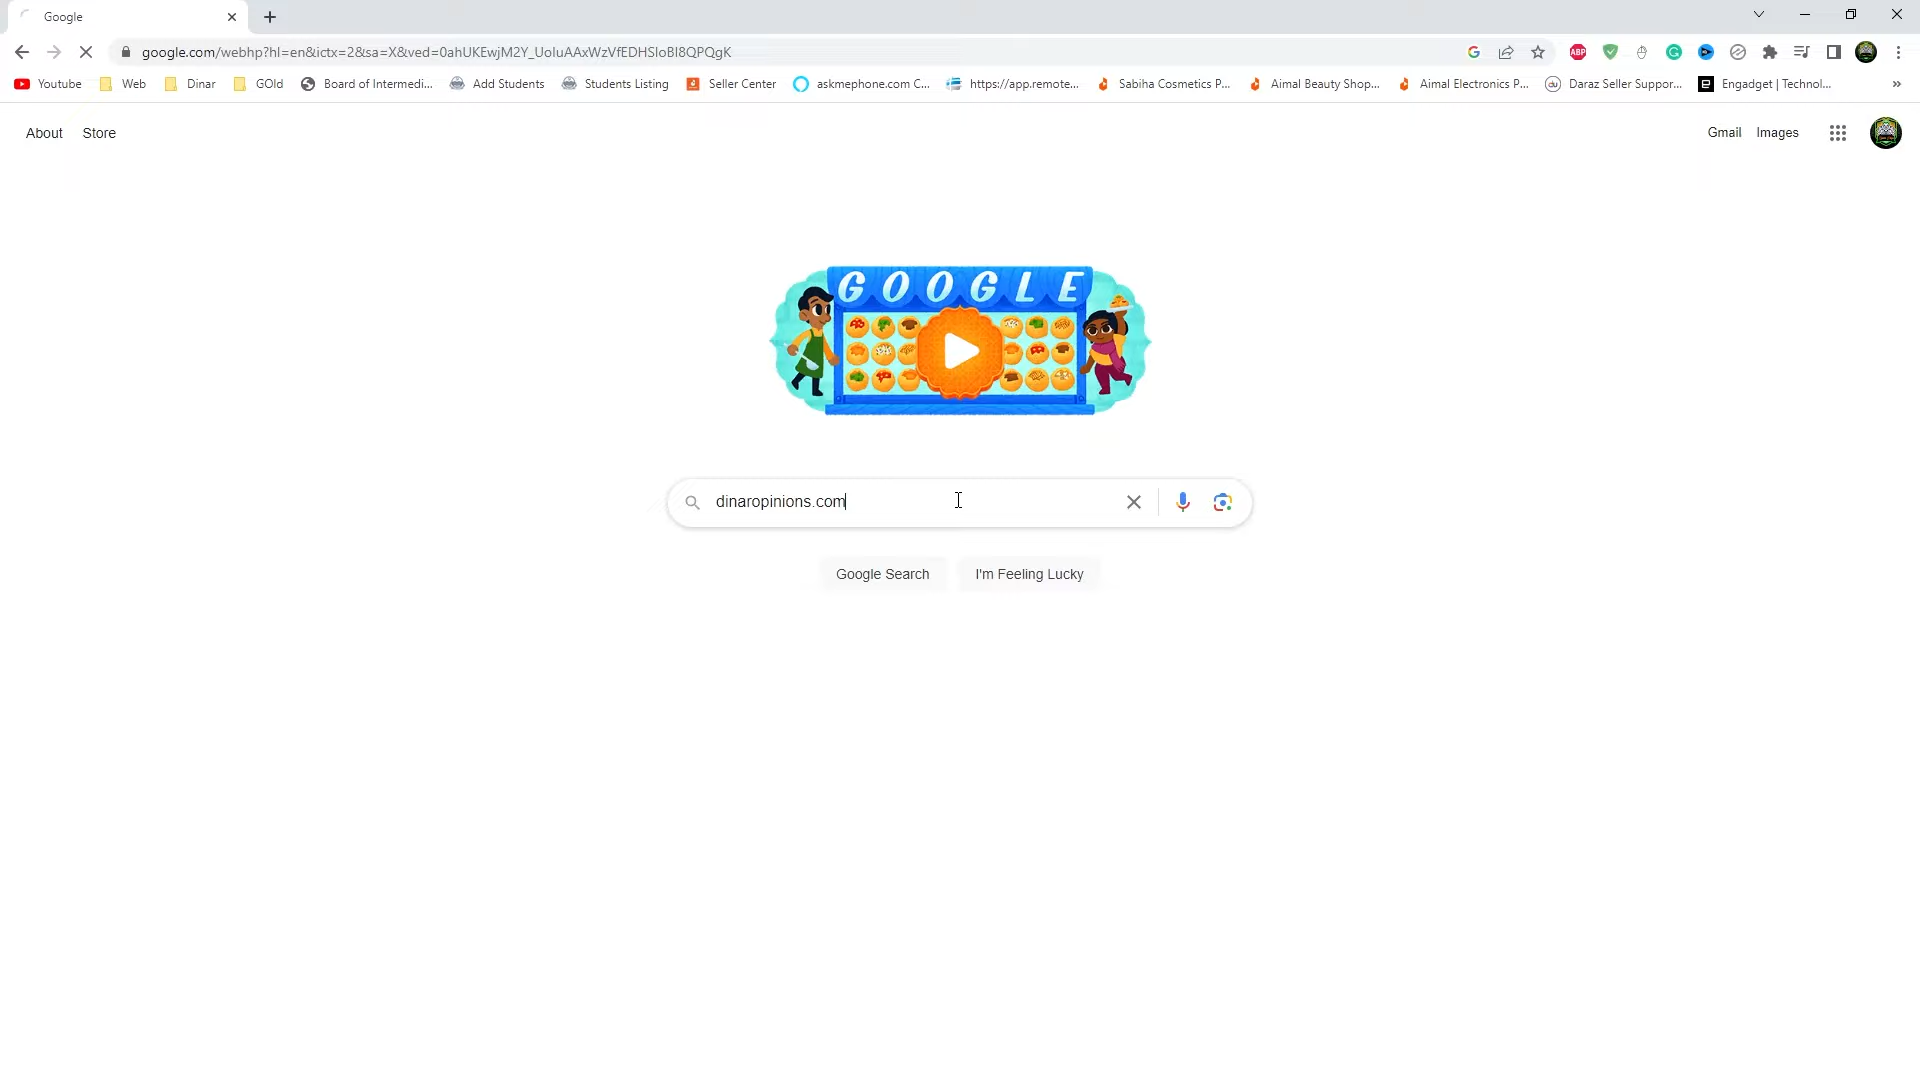 Google
google.com/webhp?hl=en&ictx=2&sa=X&ved=0ahUKEwjM2Y_UoIuAAxWzVfEDHSIoBI8QPQgK
ABP
Youtube
Web
Dinar
GOld
Board of Intermedi...
Add Students
Students Listing
Seller Center
askmephone.com C...
https://app.remote...
Sabiha Cosmetics P...
Aimal Beauty Shop...
Aimal Electronics P...
Daraz Seller Suppor...
Engadget | Technol...
»
About
Store
Gmail
Images
GOOGLE
dinaropinions.com
Google Search
I'm Feeling Lucky